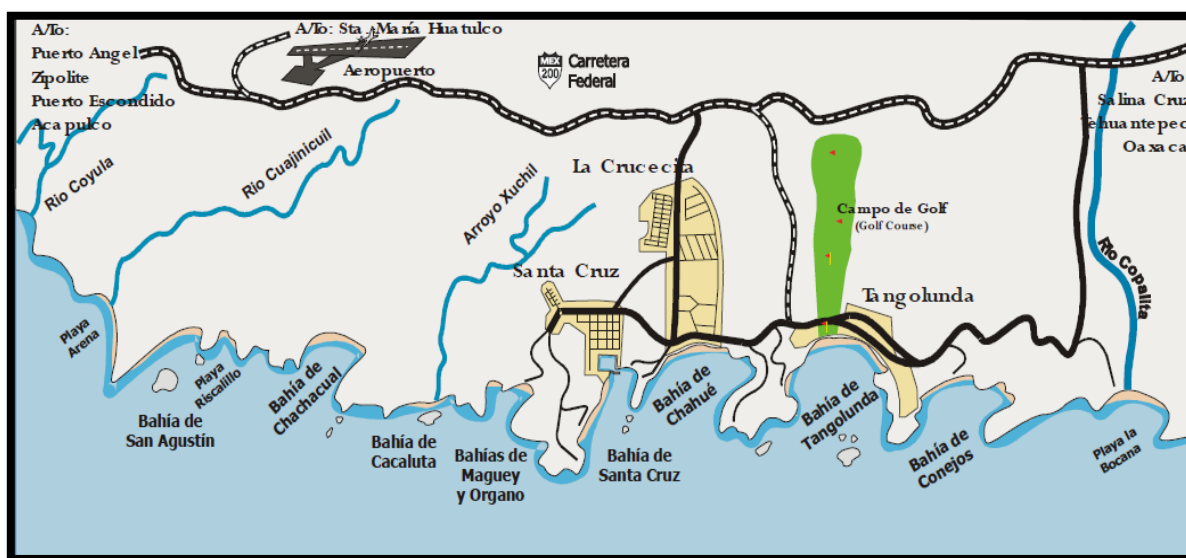 A/To:
Puerto Angel
Zipolite
Puerto Escondido
Acapulco
A/To: Sta. María Huatulco
Aeropuerto
MEX
200
Carretera
Federal
A/To
Salina Cruz
Tehuantepec
Oaxaca
Rio Coyula
Rio Cuajinicuil
Arroyo Xuchil
La Crucecita
Santa Cruz
Campo de Golf
(Golf Course)
Tangolunda
Rio Copalita
Playa
Arena
Bahía de
San Agustín
Playa
Riscalillo
Bahía de
Chachacual
Bahía de
Cacaluta
Bahías de
Maguey
y Organo
Bahía de
Santa Cruz
Bahía de
Chahué
Bahía de
Tangolunda
Bahía de
Conejos
Playa la
Bocana